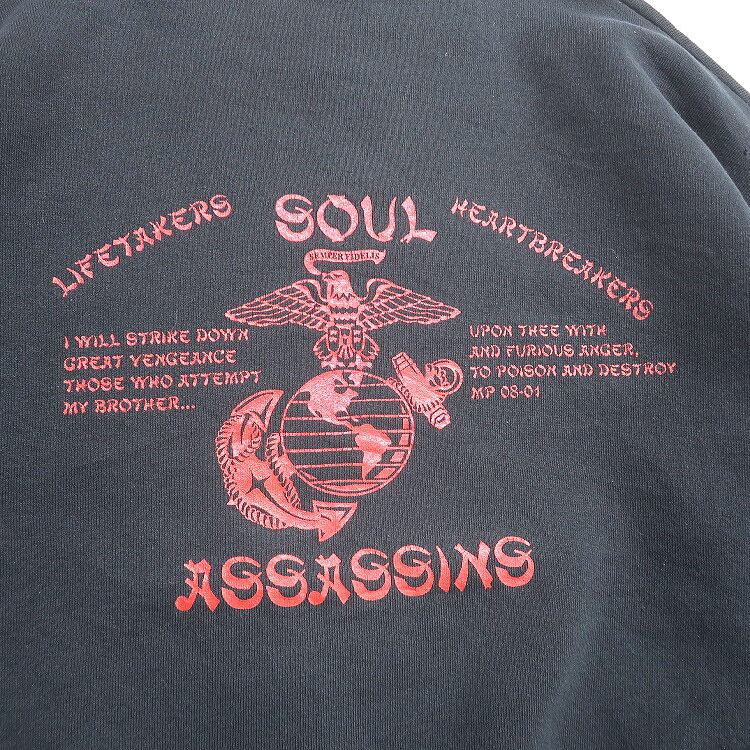 LIFETAKERS SOUL HEARTBREAKERS
SEMPER FIDELIS
I WILL STRIKE DOWN UPON THEE WITH
GREAT VENGEANCE AND FURIOUS ANGER,
THOSE WHO ATTEMPT TO POISON AND DESTROY
MY BROTHER... MP 08-01
ASSASSINS